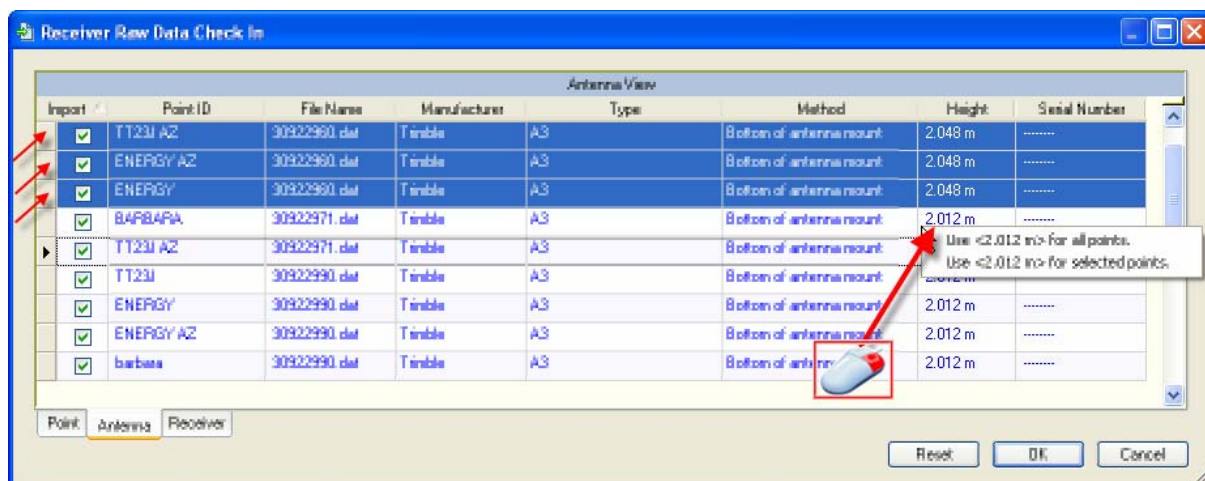 Receiver Raw Data Check In
Antenna View
Import Point ID File Name Manufacturer Type Method Height Serial Number
TT23J AZ 30922960.dat Trimble A3 Bottom of antenna mount 2.048 m --------
ENERGY AZ 30922960.dat Trimble A3 Bottom of antenna mount 2.048 m --------
ENERGY 30922960.dat Trimble A3 Bottom of antenna mount 2.048 m --------
BARBARA 30922971.dat Trimble A3 Bottom of antenna mount 2.012 m --------
TT23J AZ 30922971.dat Trimble A3 Bottom of antenna mount
Use <2.012 m> for all points.
Use <2.012 m> for selected points.
TT23J 30922990.dat Trimble A3 Bottom of antenna mount 2.012 m
ENERGY 30922990.dat Trimble A3 Bottom of antenna mount 2.012 m --------
ENERGY AZ 30922990.dat Trimble A3 Bottom of antenna mount 2.012 m --------
barbara 30922990.dat Trimble A3 Bottom of antenna 2.012 m --------
Point Antenna Receiver
Reset OK Cancel